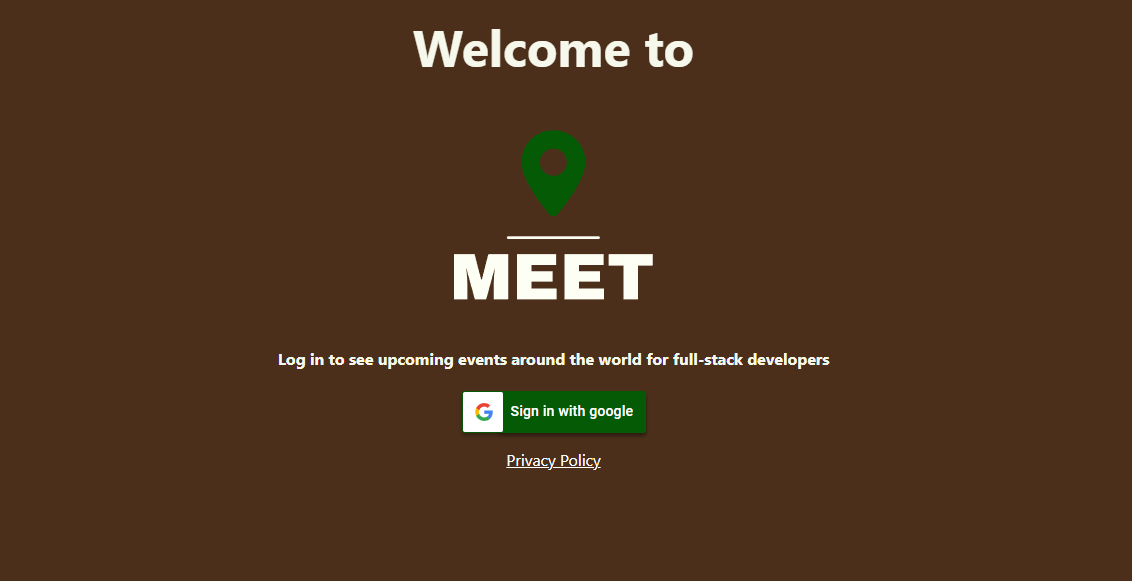 Welcome to
MEET
Log in to see upcoming events around the world for full-stack developers
Sign in with google
Privacy Policy